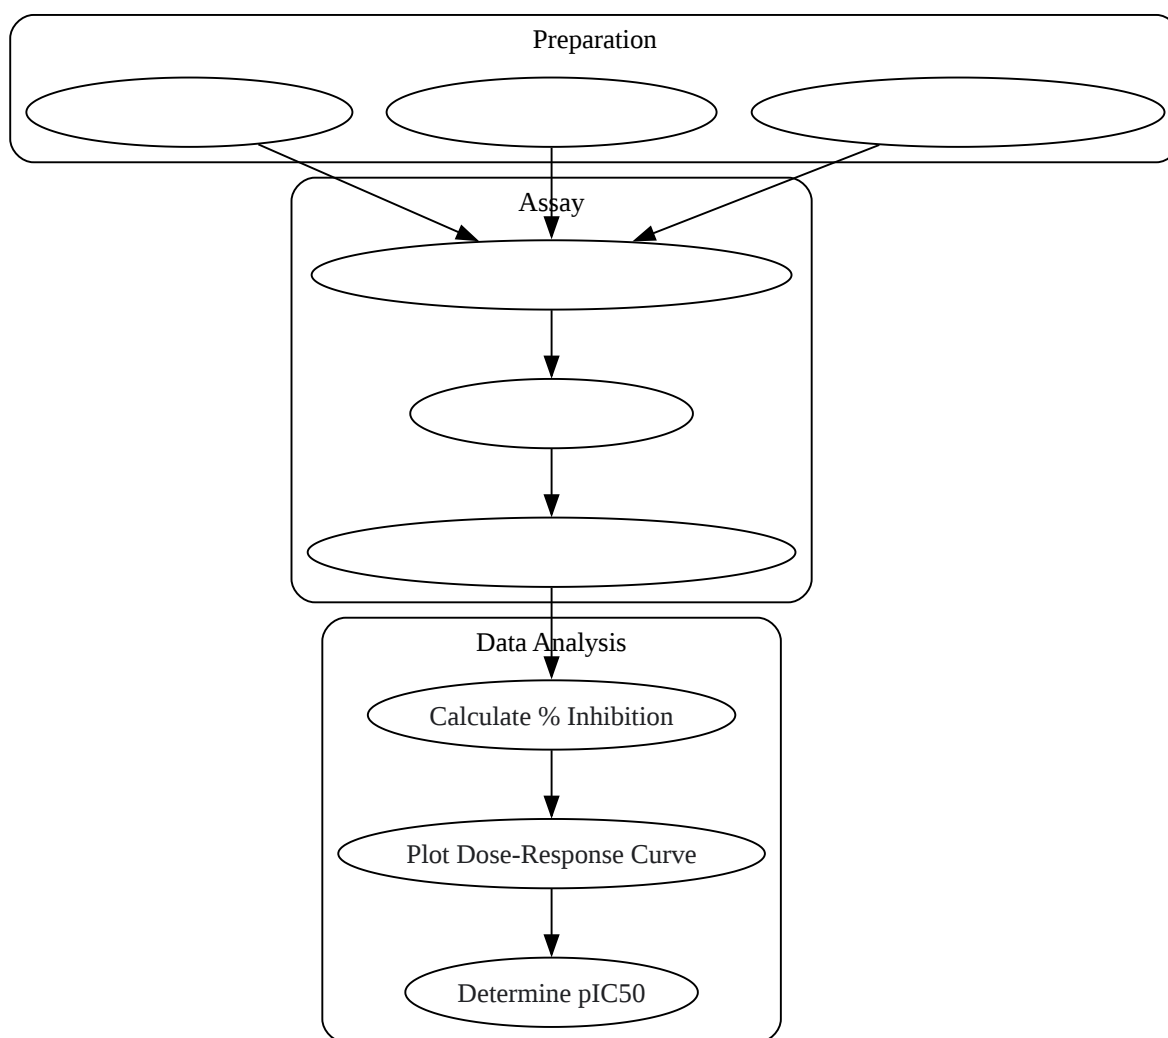 Preparation
Assay
Data Analysis
Calculate % Inhibition
Plot Dose-Response Curve
Determine pIC50